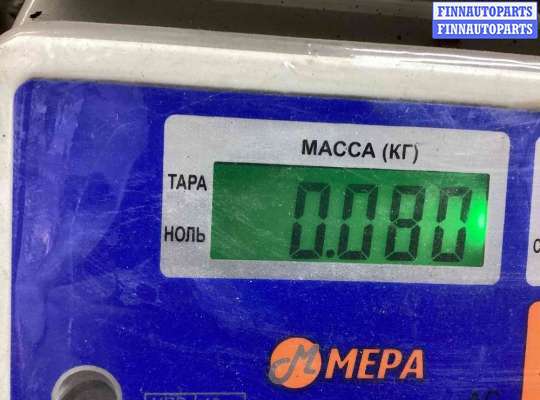 FINNAUTOPARTS
FINNAUTOPARTS
МАССА (КГ)
ТАРА
НОЛЬ
0.080
МЕРА